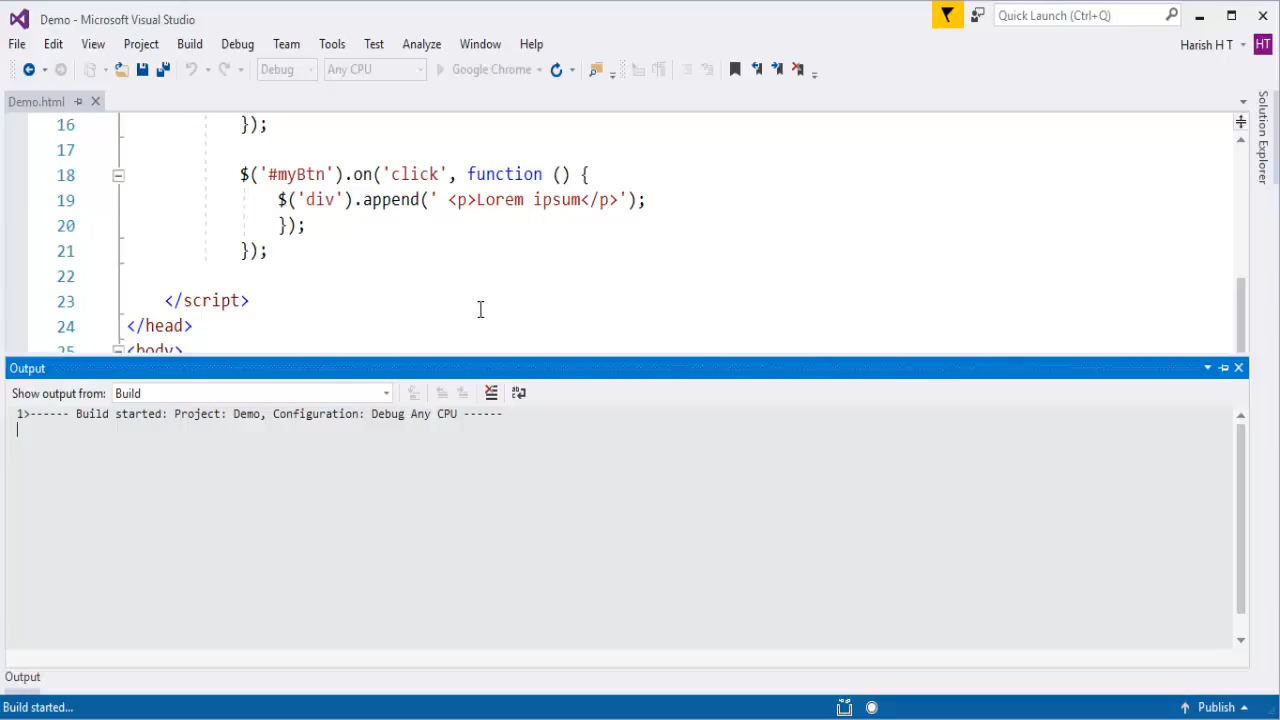 Demo - Microsoft Visual Studio
Quick Launch (Ctrl+Q)
File Edit View Project Build Debug Team Tools Test Analyze Window Help
Harish H T HT
Debug Any CPU Google Chrome
Demo.html
Solution Explorer
16 });
17
18 $('#myBtn').on('click', function () {
19 $('div').append(' <p>Lorem ipsum</p>');
20 });
21 });
22
23 </script>
24 </head>
25 <body>
Output
Show output from: Build
1>------ Build started: Project: Demo, Configuration: Debug Any CPU ------
Output
Build started...
Publish